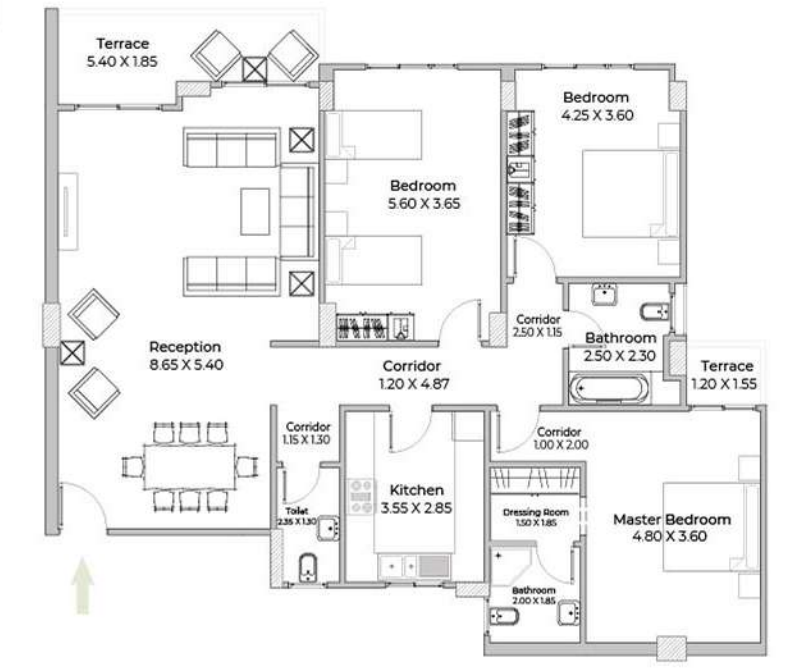 Terrace
5.40 X 1.85
Bedroom
4.25 X 3.60
Bedroom
5.60 X 3.65
Corridor
2.50 X 1.15
Bathroom
2.50 X 2.30
Reception
8.65 X 5.40
Corridor
1.20 X 4.87
Terrace
1.20 X 1.55
Corridor
1.15 X 1.30
Corridor
1.00 X 2.00
Kitchen
3.55 X 2.85
Toilet
2.35 X 1.30
Dressing Room
1.50 X 1.85
Master Bedroom
4.80 X 3.60
Bathroom
2.00 X 1.85